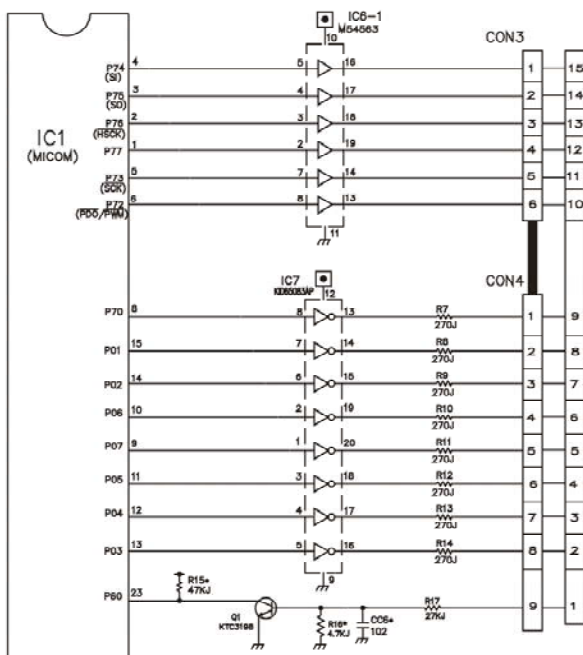 IC6-1
M54563
10
CON3
P74 4 5 16 1 15
(SI)
P75 3 4 17 2 14
(SO)
P76 2 3 18 3 13
(HSCK)
IC1
(MICOM)
P77 1 2 19 4 12
P73 5 7 14 5 11
(SCK)
P72 6 8 13 6 10
(PDO/PWM)
11
IC7
KID65083AP
12
CON4
P70 8 8 13 R7 1 9
270J
P01 15 7 14 R8 2 8
270J
P02 14 6 15 R9 3 7
270J
P06 10 2 19 R10 4 6
270J
P07 9 1 20 R11 5 5
270J
P05 11 3 18 R12 6 4
270J
P04 12 4 17 R13 7 3
270J
P03 13 5 16 R14 8 2
270J
9
P60 23 R15* 47KJ
Q1
KTC3198
R16*
4.7KJ
CC6*
102
R17
27KJ
9 1